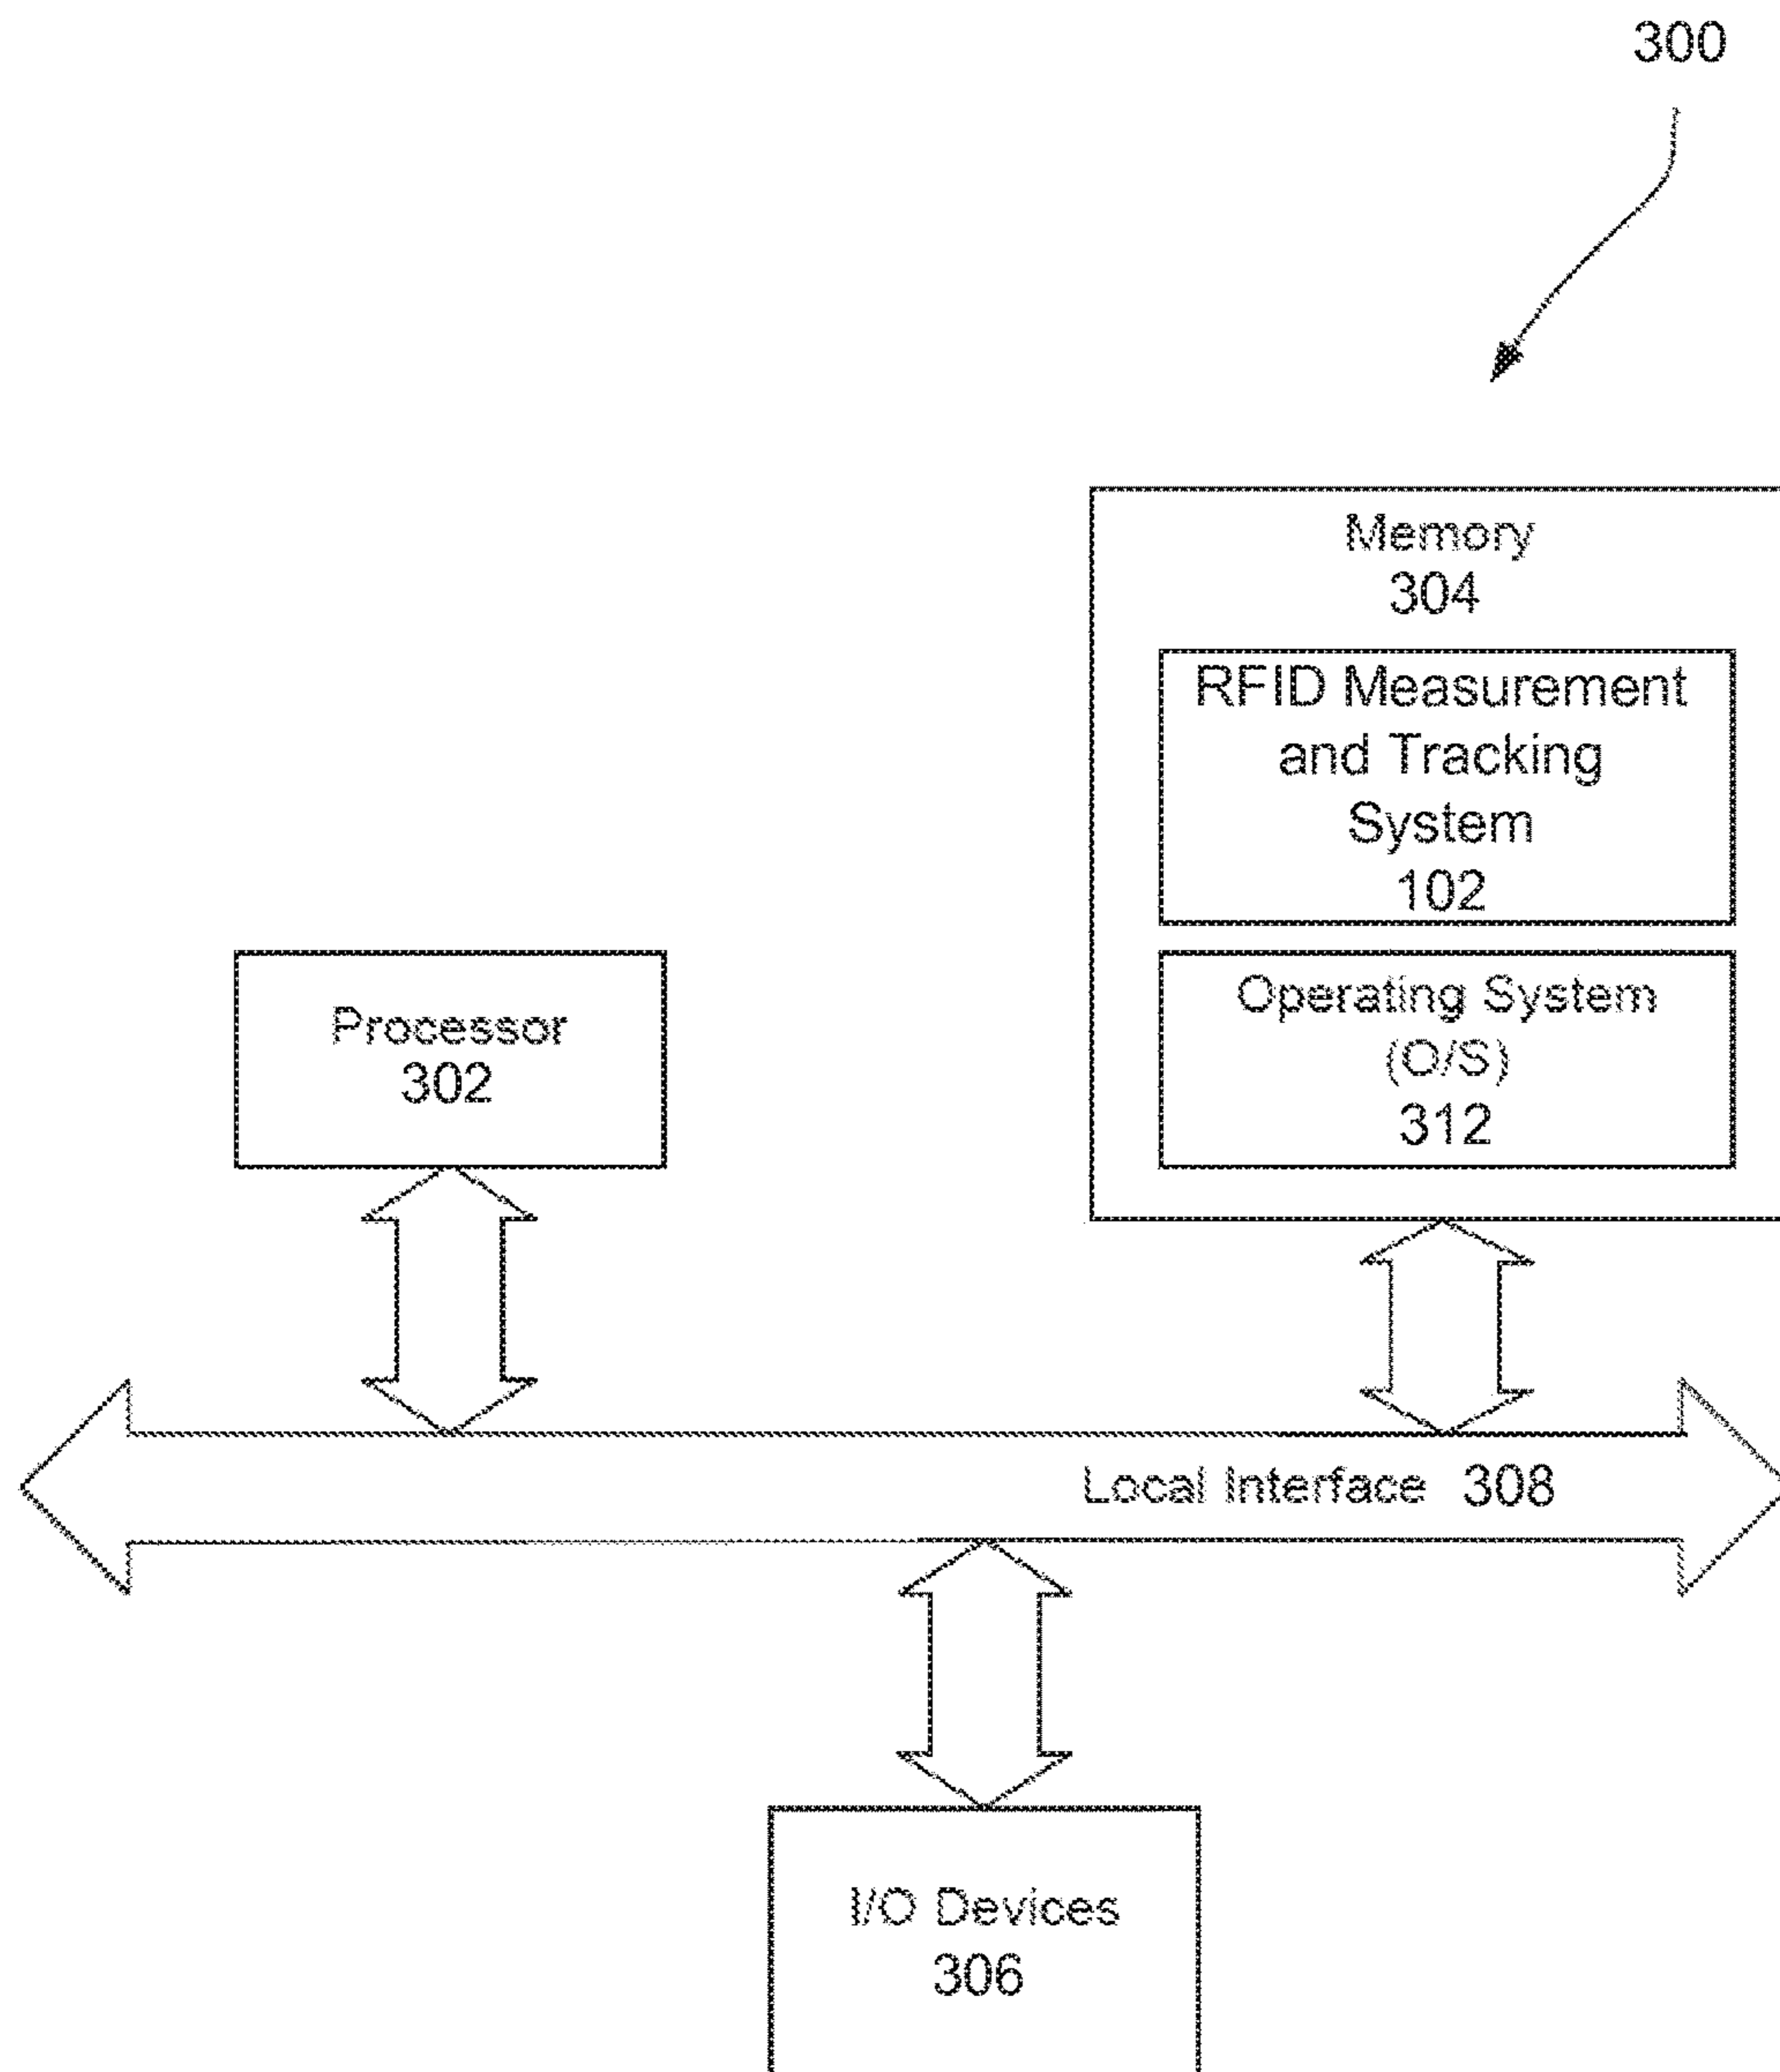 300
Memory
304
RFID Measurement
and Tracking
System
102
Operating System
(O/S)
312
Processor
302
Local Interface 308
I/O Devices
306